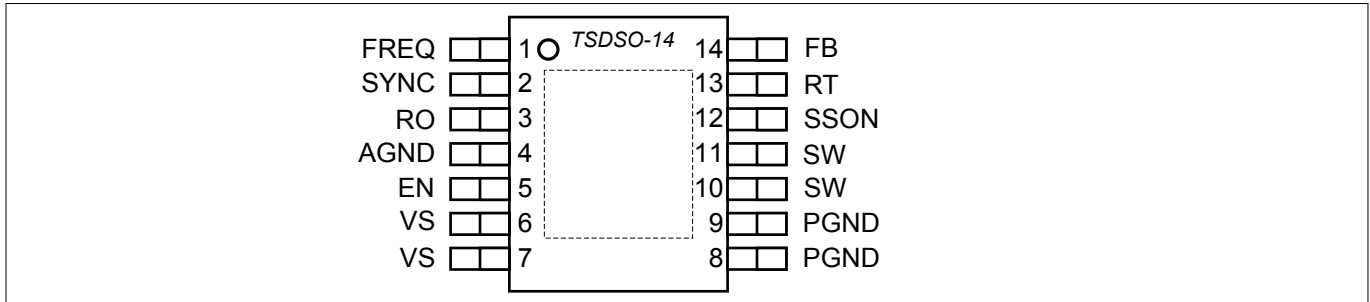 FREQ 1 TSDSO-14 14 FB
SYNC 2 13 RT
RO 3 12 SSON
AGND 4 11 SW
EN 5 10 SW
VS 6 9 PGND
VS 7 8 PGND